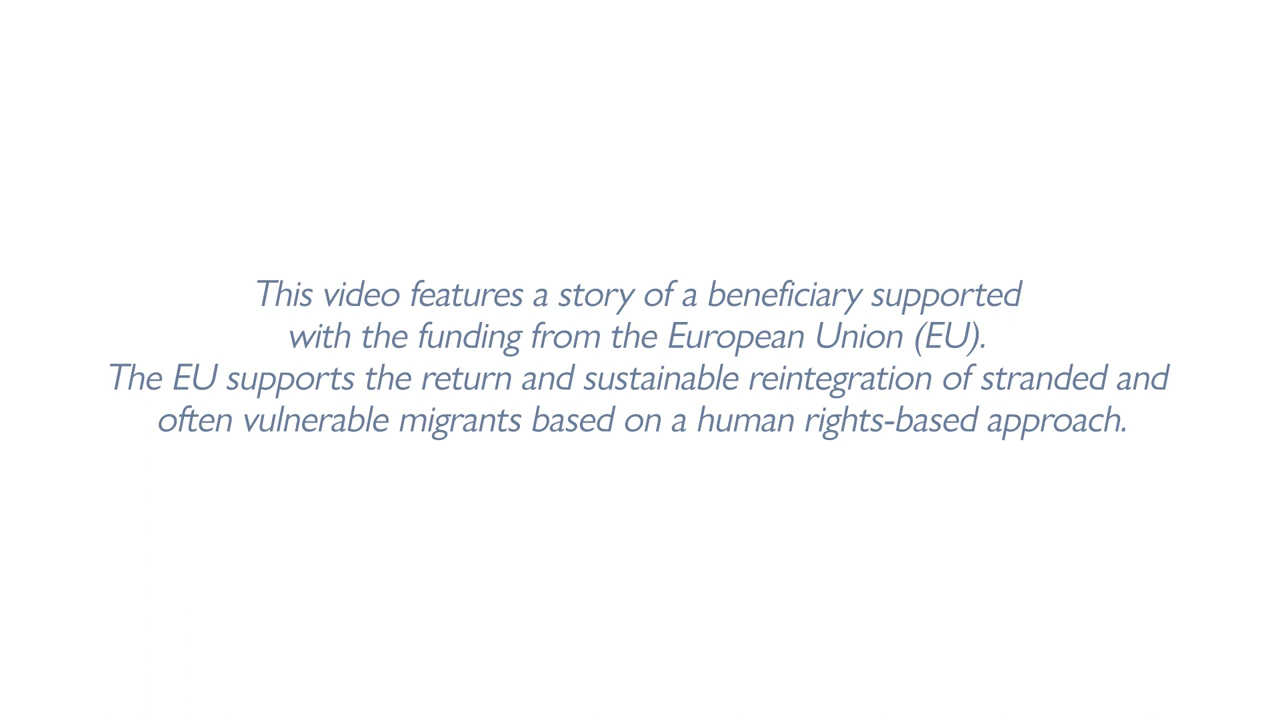 This video features a story of a beneficiary supported
with the funding from the European Union (EU).
The EU supports the return and sustainable reintegration of stranded and
often vulnerable migrants based on a human rights-based approach.